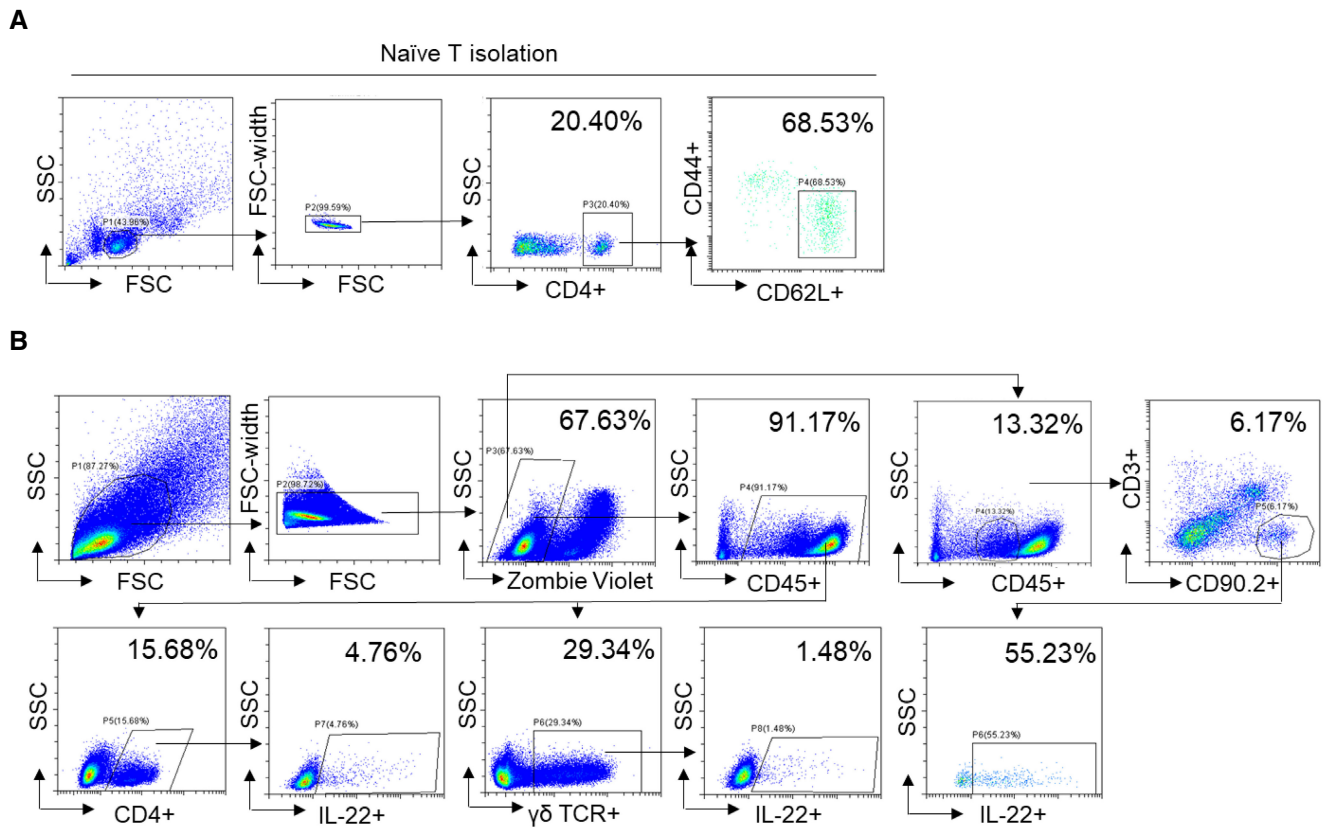 A
Naïve T isolation
SSC
P1(43.96%)
FSC
FSC-width
P2(99.59%)
FSC
SSC
20.40%
P3(20.40%)
CD4+
CD44+
68.53%
P4(68.53%)
CD62L+
B
SSC
P1(87.27%)
FSC
FSC-width
P2(98.72%)
FSC
SSC
67.63%
P3(67.63%)
Zombie Violet
SSC
91.17%
P4(91.17%)
CD45+
SSC
13.32%
P4(13.32%)
CD45+
CD3+
6.17%
P5(6.17%)
CD90.2+
SSC
15.68%
P5(15.68%)
CD4+
SSC
4.76%
P7(4.76%)
IL-22+
SSC
29.34%
P6(29.34%)
γδ TCR+
SSC
1.48%
P8(1.48%)
IL-22+
SSC
55.23%
P6(55.23%)
IL-22+